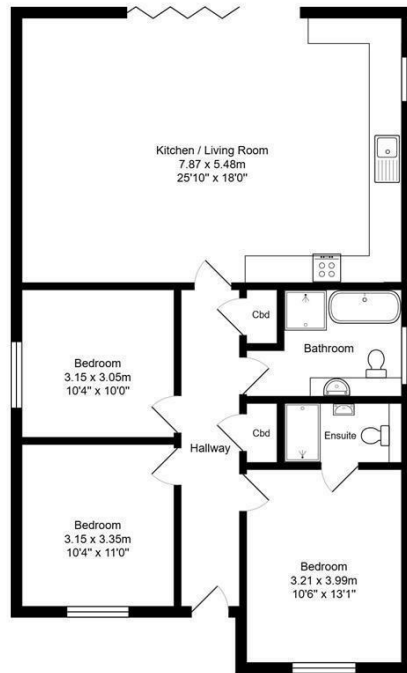 Kitchen / Living Room
7.87 x 5.48m
25'10" x 18'0"
Cbd
Bathroom
Bedroom
3.15 x 3.05m
10'4" x 10'0"
Cbd
Ensuite
Hallway
Bedroom
3.15 x 3.35m
10'4" x 11'0"
Bedroom
3.21 x 3.99m
10'6" x 13'1"